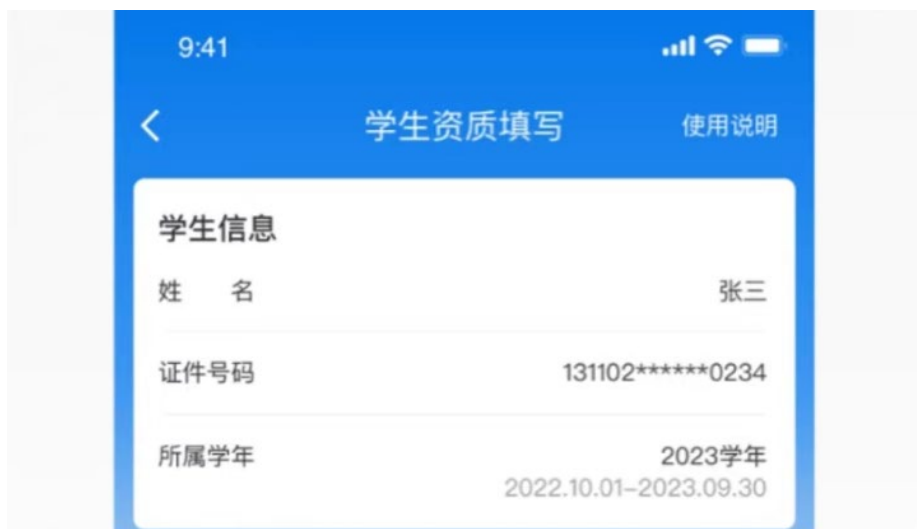 9:41
学生资质填写 使用说明
学生信息
姓 名 张三
证件号码 131102******0234
所属学年 2023学年
2022.10.01-2023.09.30